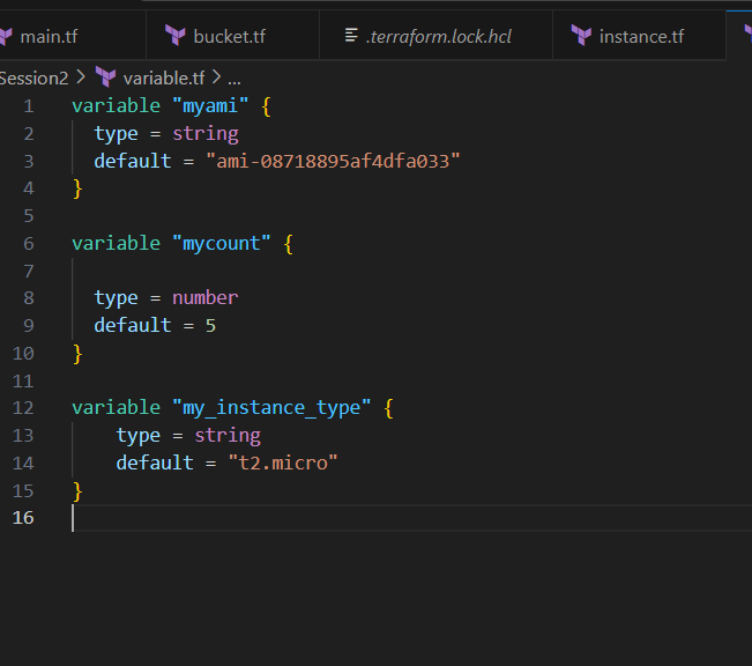 main.tf
bucket.tf
.terraform.lock.hcl
instance.tf
Session2 > variable.tf > ...
1 variable "myami" {
2   type = string
3   default = "ami-08718895af4dfa033"
4 }
5
6 variable "mycount" {
7
8   type = number
9   default = 5
10 }
11
12 variable "my_instance_type" {
13     type = string
14     default = "t2.micro"
15 }
16